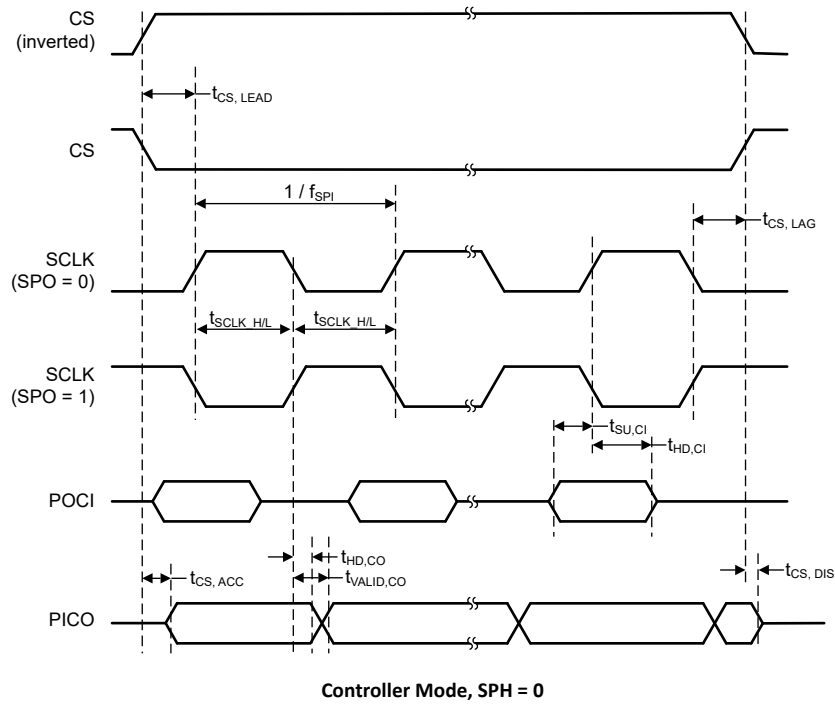 CS
(inverted)
tCS, LEAD
CS
1 / fSPI
tCS, LAG
SCLK
(SPO = 0)
tSCLK_H/L
tSCLK_H/L
SCLK
(SPO = 1)
tSU,CI
tHD,CI
POCI
tHD,CO
tCS, ACC
tVALID,CO
tCS, DIS
PICO
Controller Mode, SPH = 0